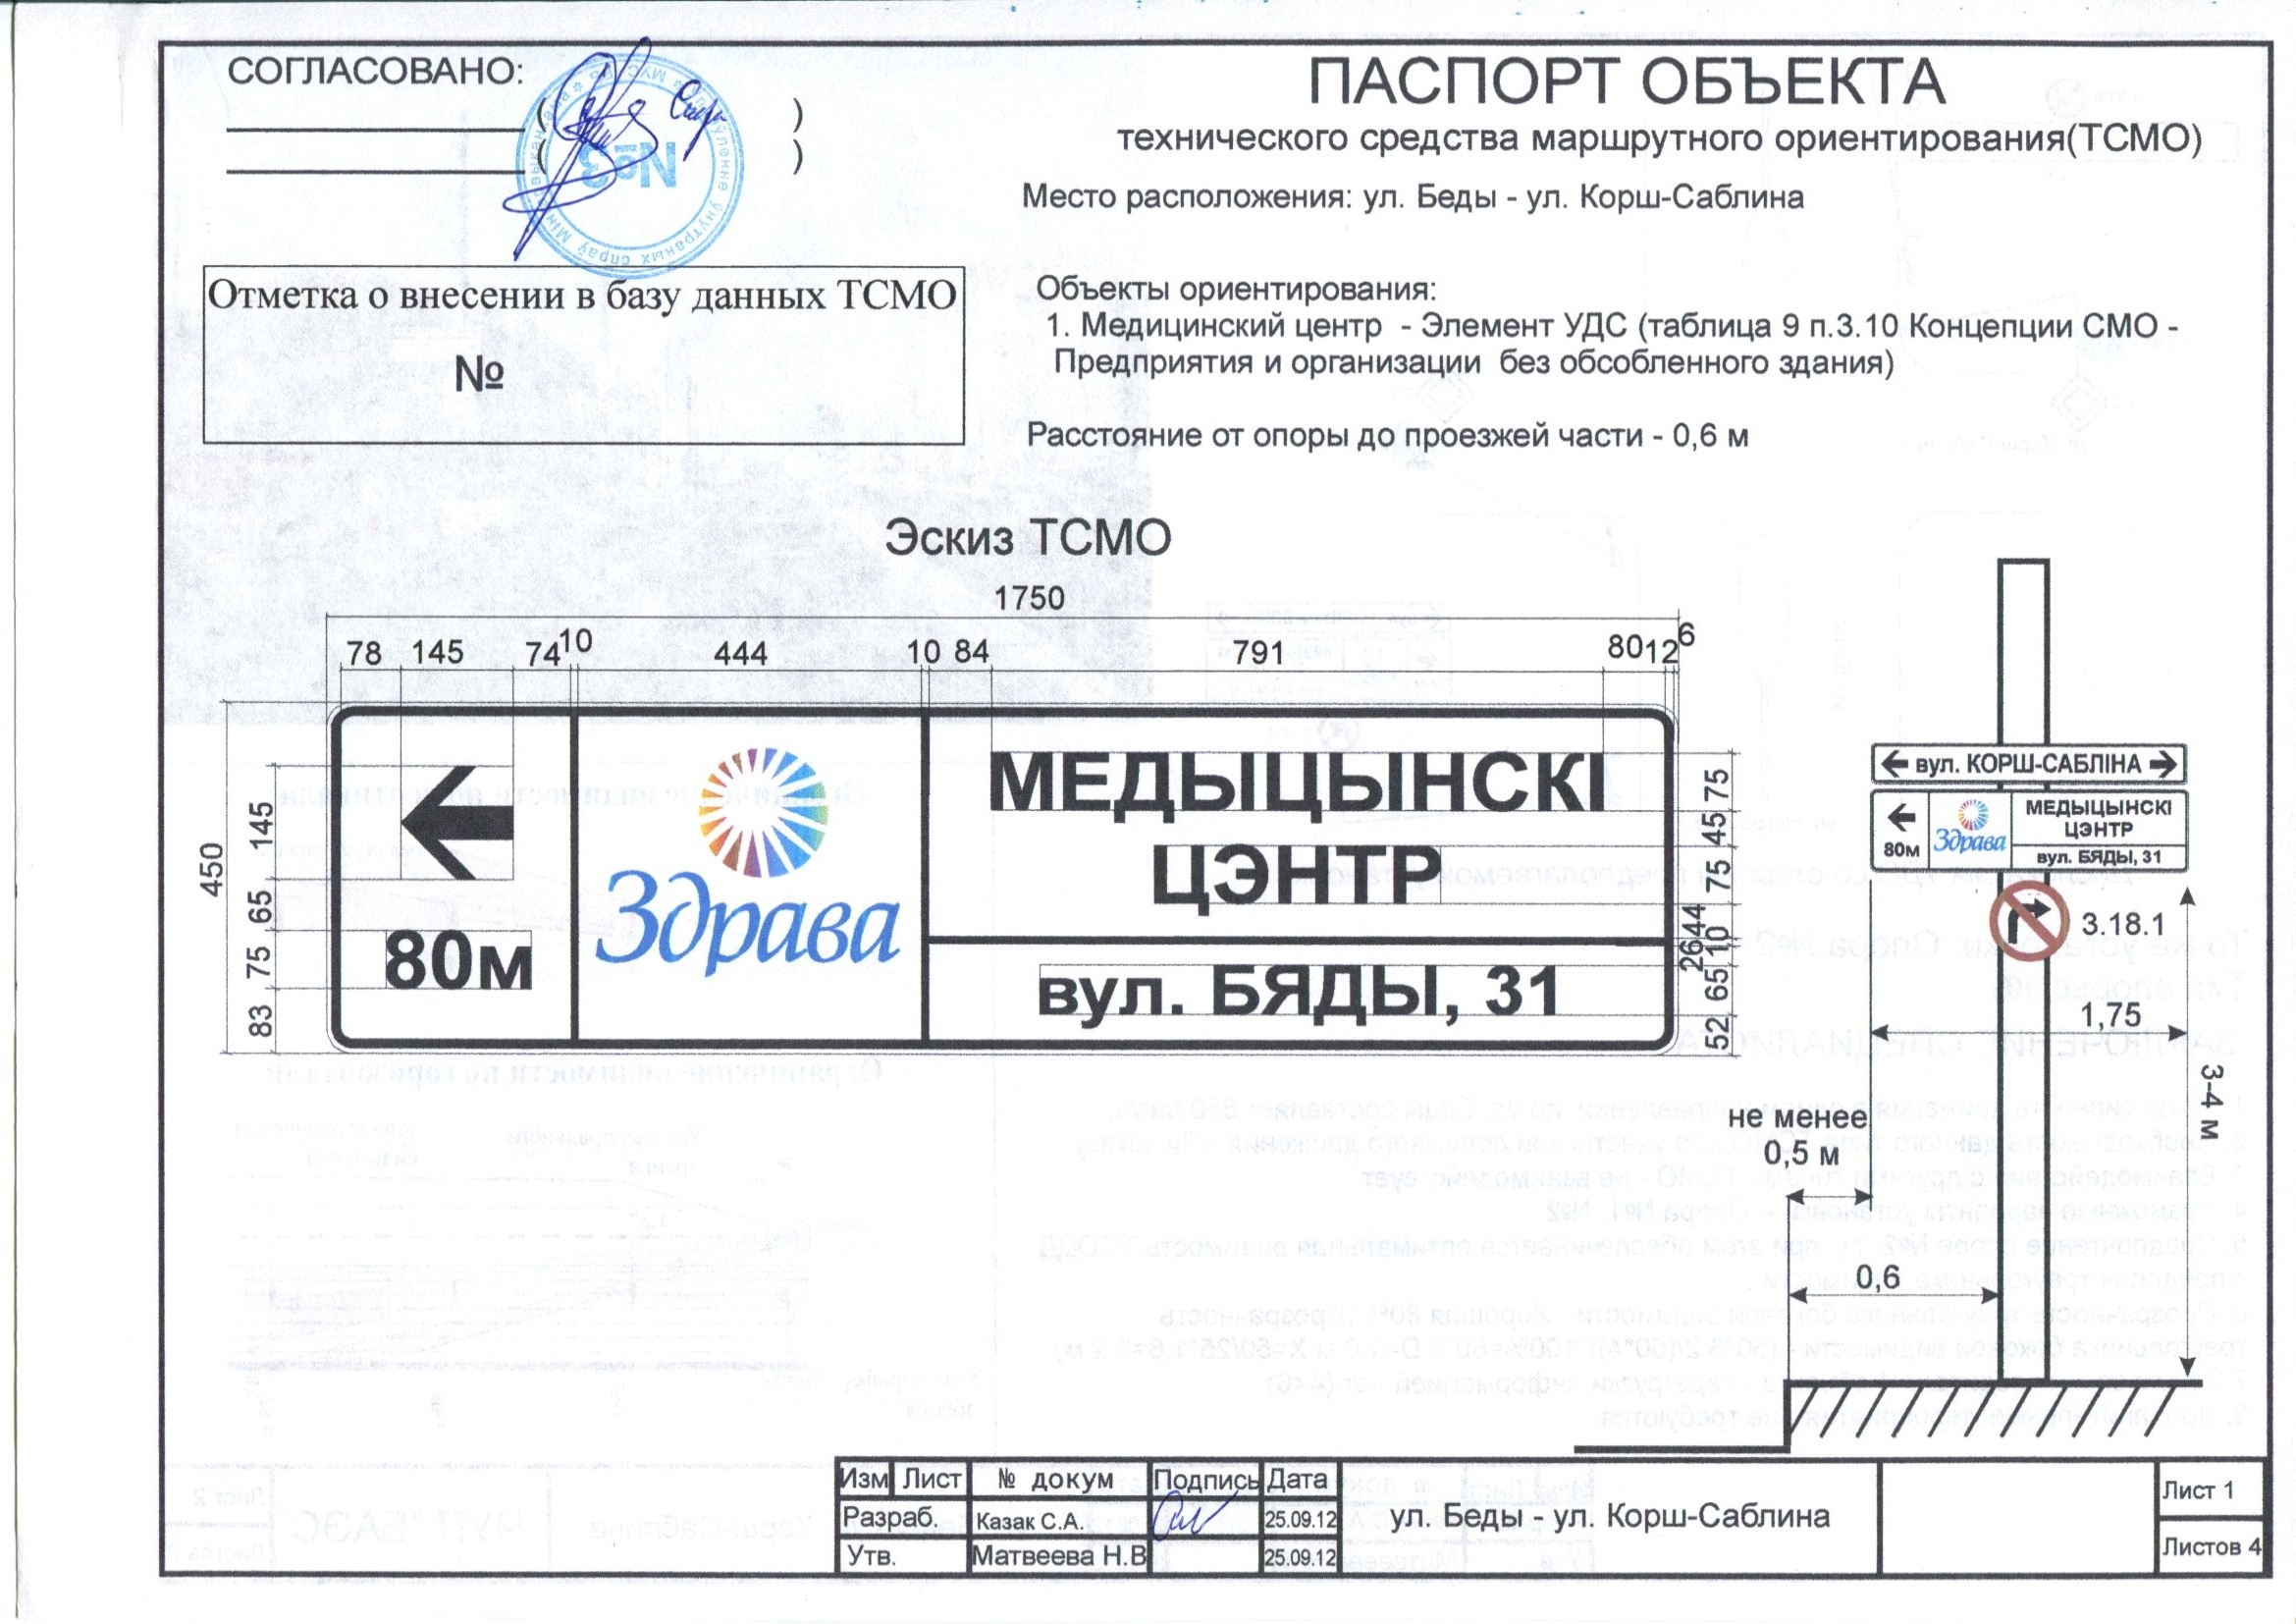 СОГЛАСОВАНО:
( )
( )
№3
ПАСПОРТ ОБЪЕКТА
технического средства маршрутного ориентирования(ТСМО)
Место расположения: ул. Беды - ул. Корш-Саблина
Отметка о внесении в базу данных ТСМО
№
Объекты ориентирования:
1. Медицинский центр - Элемент УДС (таблица 9 п.3.10 Концепции СМО -
Предприятия и организации без обсобленного здания)
Расстояние от опоры до проезжей части - 0,6 м
Эскиз ТСМО
1750
78 145 74 10 444 10 84 791 80 12 6
450
145
65
75
83
80м
Здрава
МЕДЫЦЫНСКІ
ЦЭНТР
вул. БЯДЫ, 31
75
45
75
44
10
26
65
52
вул. КОРШ-САБЛІНА
80м
Здрава
МЕДЫЦЫНСКІ
ЦЭНТР
вул. БЯДЫ, 31
3.18.1
1,75
3-4 м
не менее
0,5 м
0,6
Изм Лист № докум Подпись Дата
Разраб. Казак С.А. 25.09.12
Утв. Матвеева Н.В 25.09.12
ул. Беды - ул. Корш-Саблина
Лист 1
Листов 4